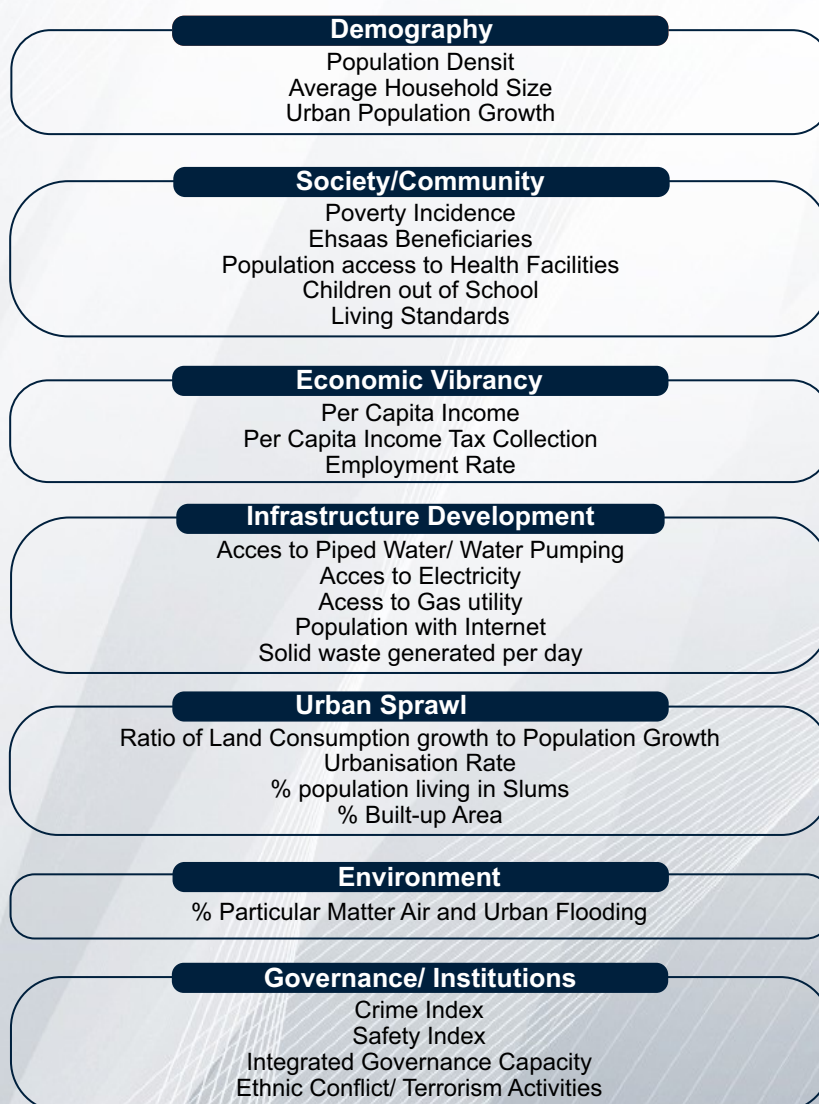 Demography
Population Densit
Average Household Size
Urban Population Growth
Society/Community
Poverty Incidence
Ehsaas Beneficiaries
Population access to Health Facilities
Children out of School
Living Standards
Economic Vibrancy
Per Capita Income
Per Capita Income Tax Collection
Employment Rate
Infrastructure Development
Acces to Piped Water/ Water Pumping
Acces to Electricity
Acess to Gas utility
Population with Internet
Solid waste generated per day
Urban Sprawl
Ratio of Land Consumption growth to Population Growth
Urbanisation Rate
% population living in Slums
% Built-up Area
Environment
% Particular Matter Air and Urban Flooding
Governance/ Institutions
Crime Index
Safety Index
Integrated Governance Capacity
Ethnic Conflict/ Terrorism Activities